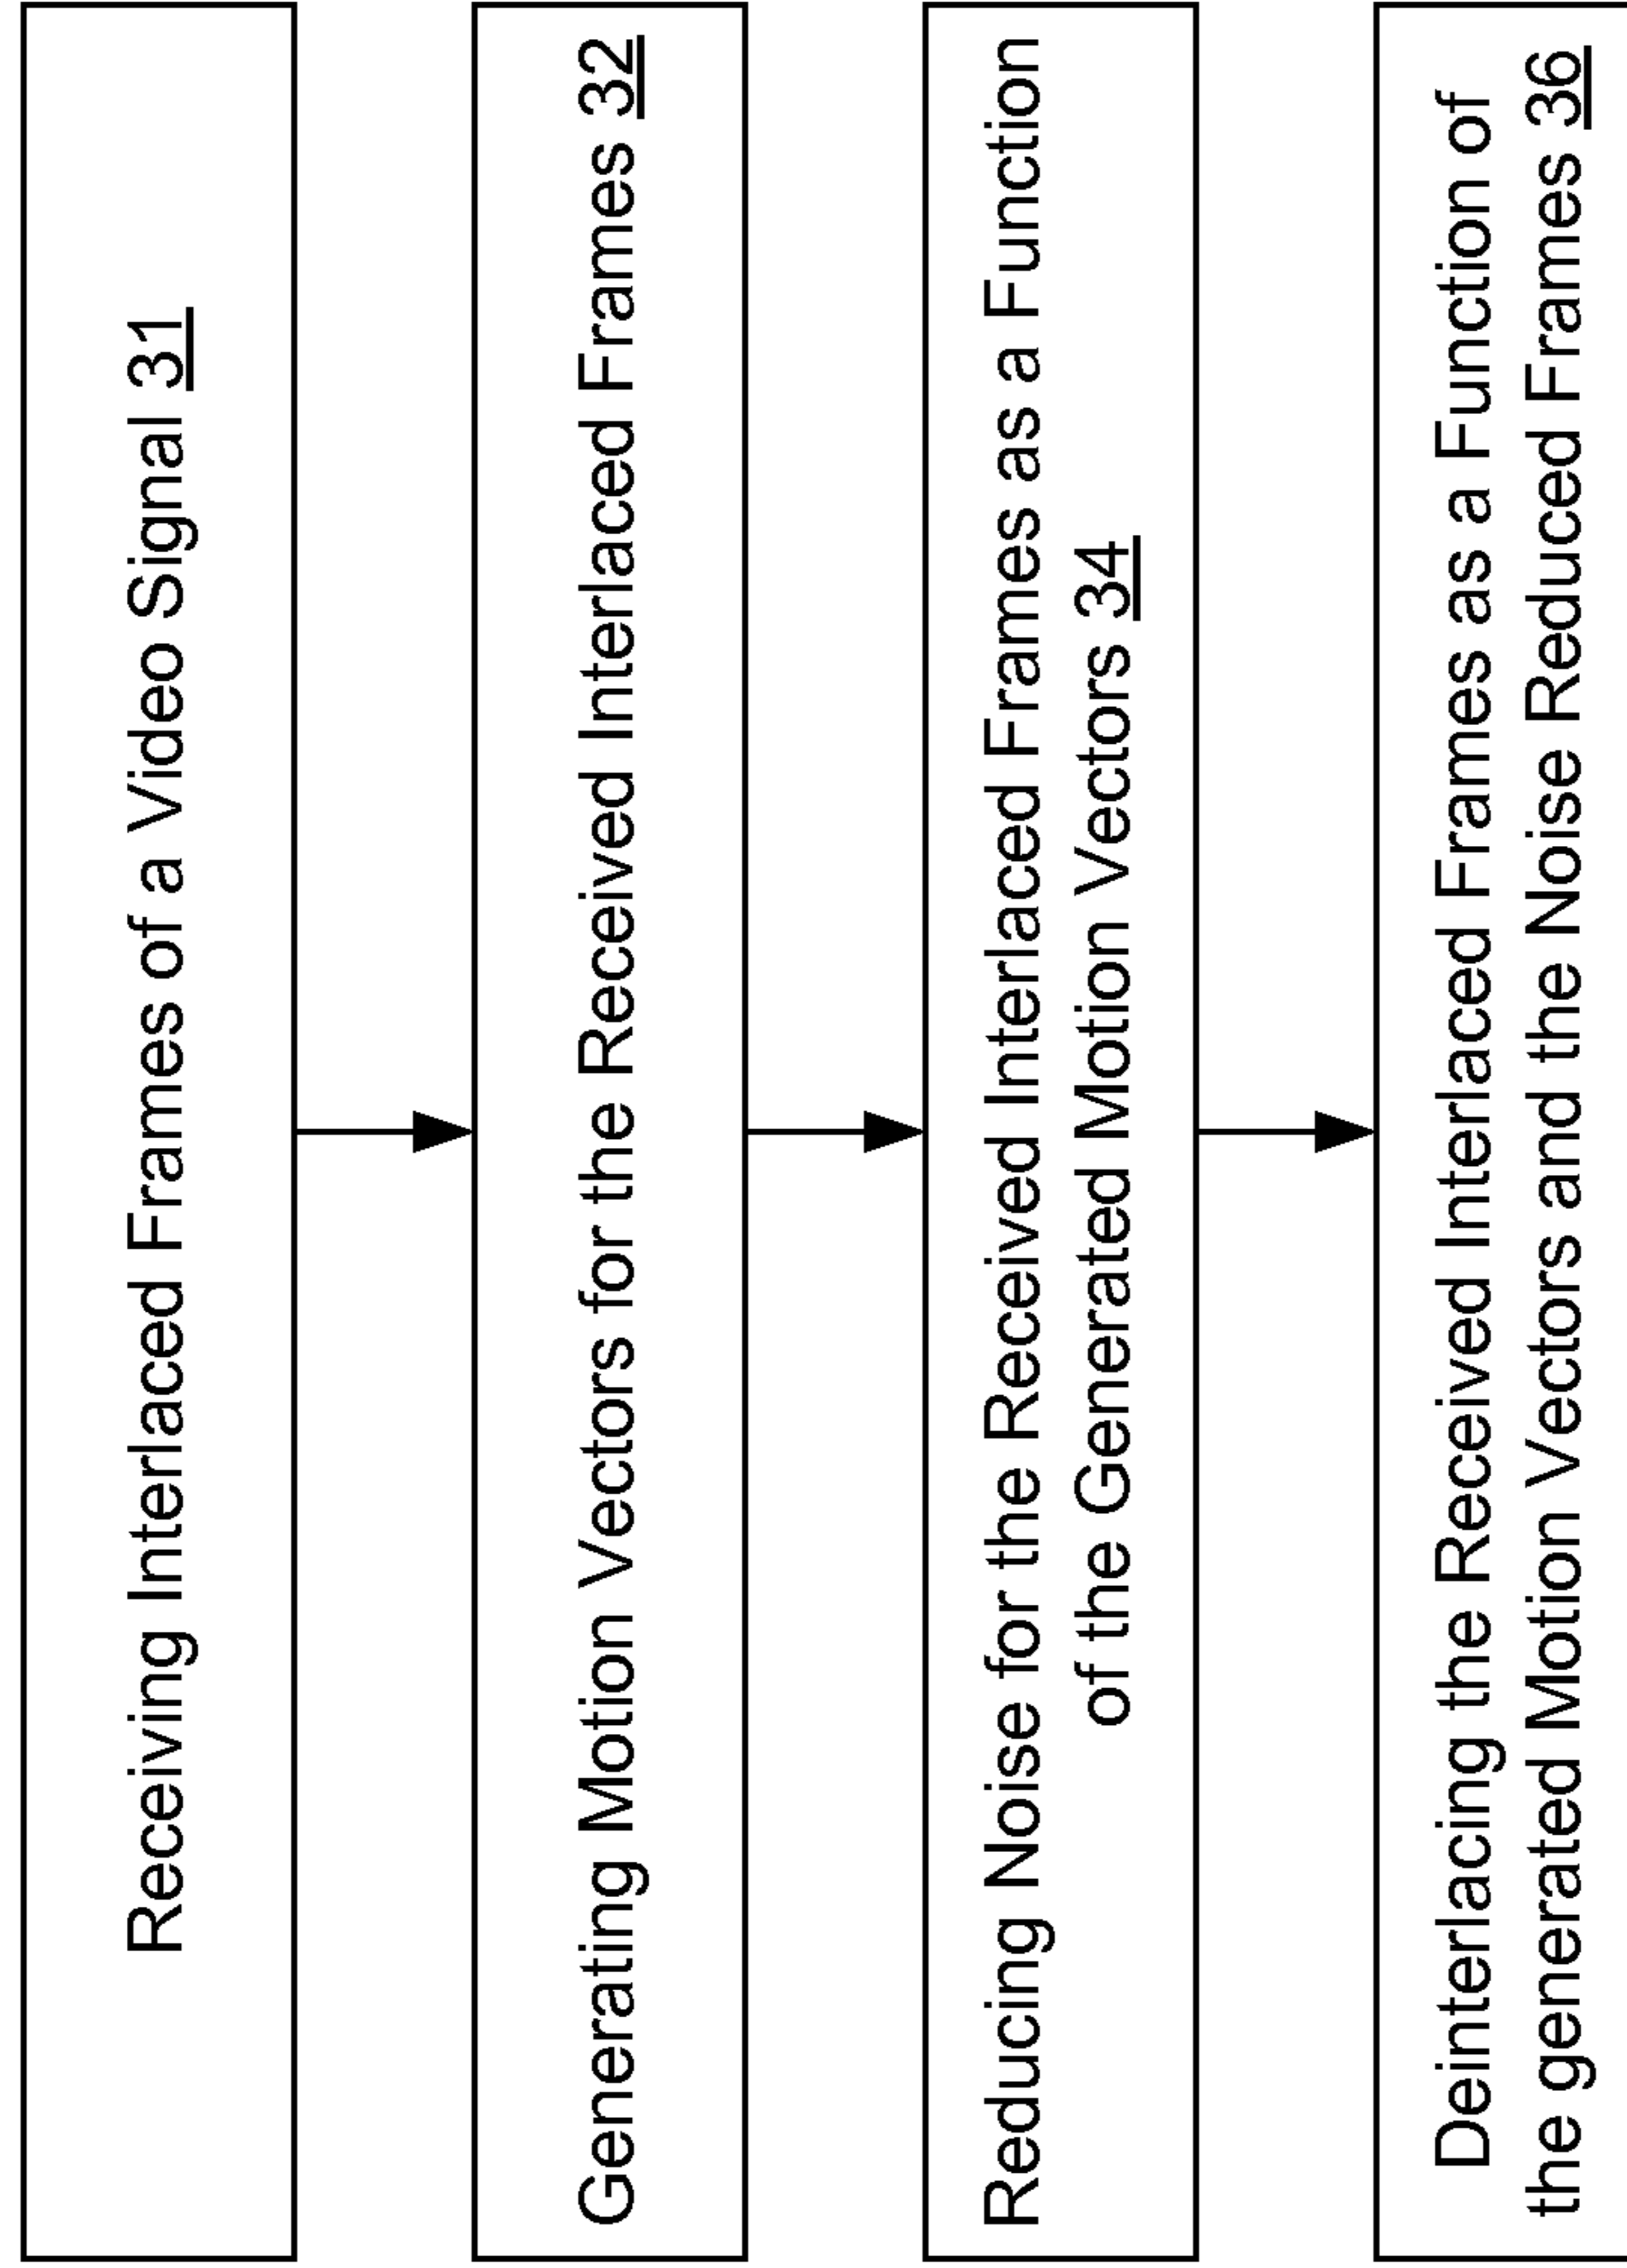 Receiving Interlaced Frames of a Video Signal 31
Generating Motion Vectors for the Received Interlaced Frames 32
Reducing Noise for the Received Interlaced Frames as a Function
of the Generated Motion Vectors 34
Deinterlacing the Received Interlaced Frames as a Function of
the generated Motion Vectors and the Noise Reduced Frames 36